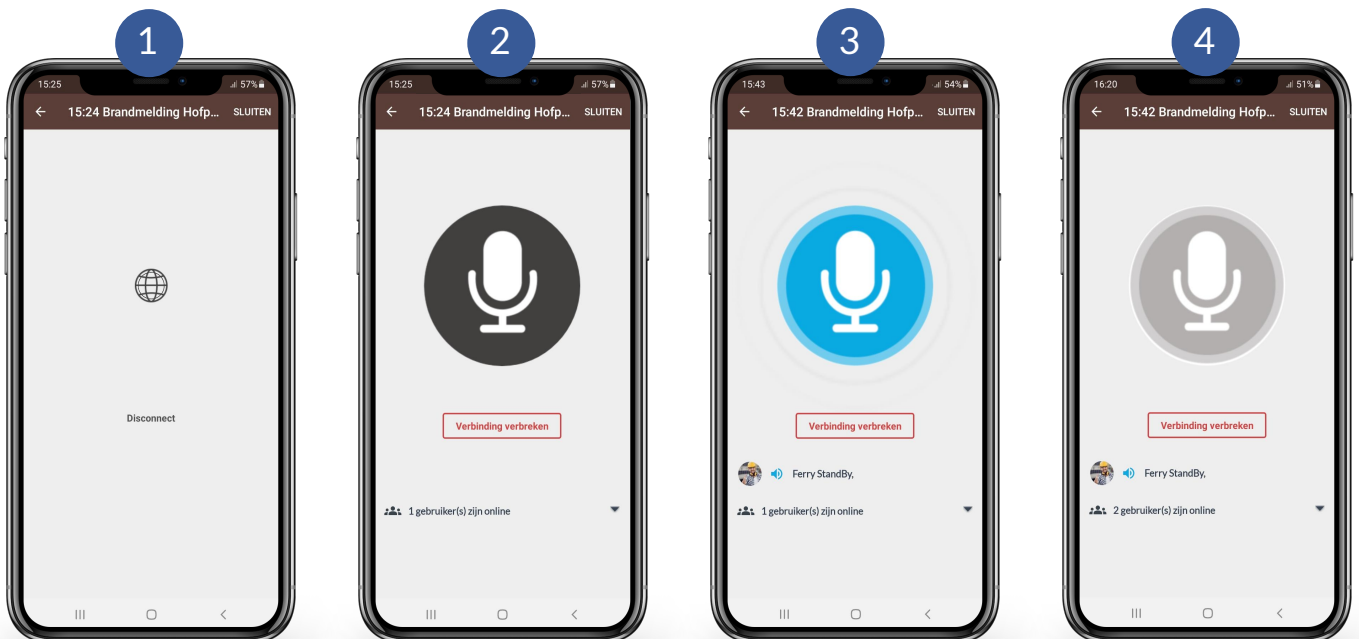 1
15:25 57%
15:24 Brandmelding Hofp... SLUITEN
Disconnect
2
15:25 57%
15:24 Brandmelding Hofp... SLUITEN
Verbinding verbreken
1 gebruiker(s) zijn online
3
15:43 54%
15:42 Brandmelding Hofp... SLUITEN
Verbinding verbreken
Ferry StandBy,
1 gebruiker(s) zijn online
4
16:20 51%
15:42 Brandmelding Hofp... SLUITEN
Verbinding verbreken
Ferry StandBy,
2 gebruiker(s) zijn online